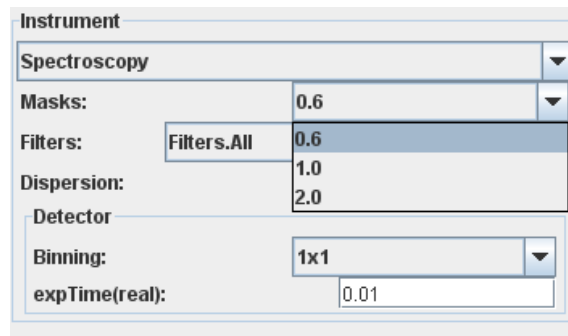 Instrument
Spectroscopy
Masks: 0.6
Filters: Filters.All 0.6
1.0
Dispersion:
2.0
Detector
Binning: 1x1
expTime(real): 0.01